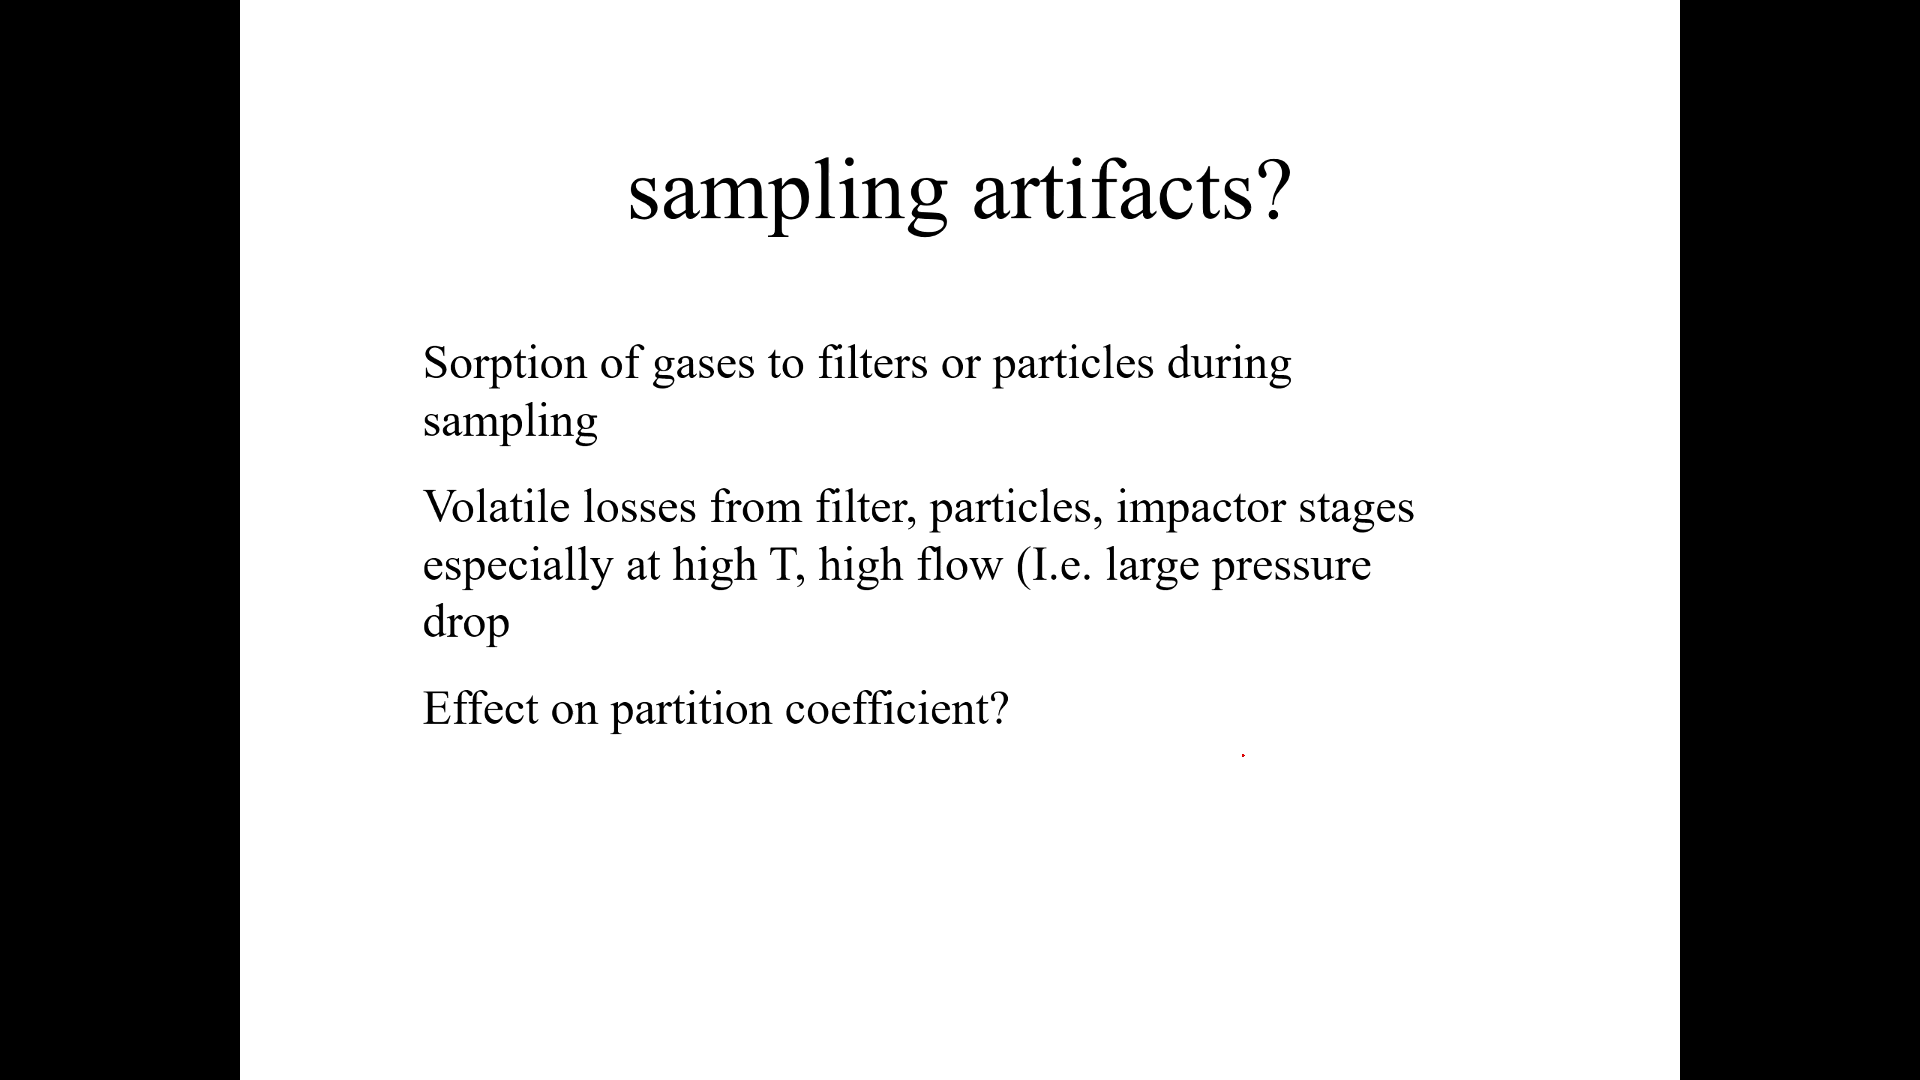 sampling artifacts?
Sorption of gases to filters or particles during
sampling
Volatile losses from filter, particles, impactor stages
especially at high T, high flow (I.e. large pressure
drop
Effect on partition coefficient?